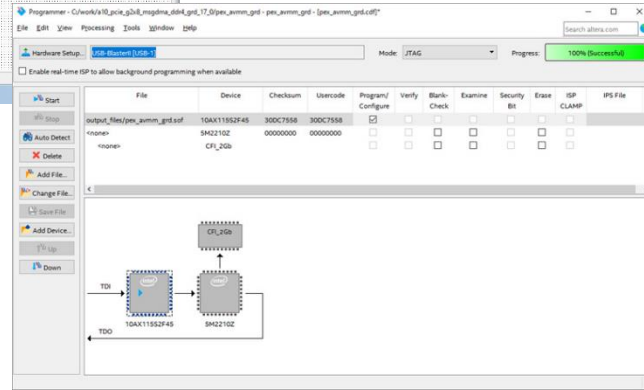 Programmer - C:/work/a10_pcie_g2x8_msgdma_ddr4_grd_17_0/pex_avmm_grd - pex_avmm_grd - [pex_avmm_grd.cdf]*
File Edit View Processing Tools Window Help
Search altera.com
Hardware Setup... USB-BlasterII [USB-1] Mode: JTAG Progress: 100% (Successful)
Enable real-time ISP to allow background programming when available
Start
Stop
Auto Detect
Delete
Add File...
Change File...
Save File
Add Device...
Up
Down
File Device Checksum Usercode Program/ Configure Verify Blank- Check Examine Security Bit Erase ISP CLAMP IPS File
output_files/pex_avmm_grd.sof 10AX115S2F45 30DC7558 30DC7558
<none> 5M2210Z 00000000 00000000
<none> CFI_2Gb
CFI_2Gb
TDI
intel
intel
10AX115S2F45 5M2210Z
TDO